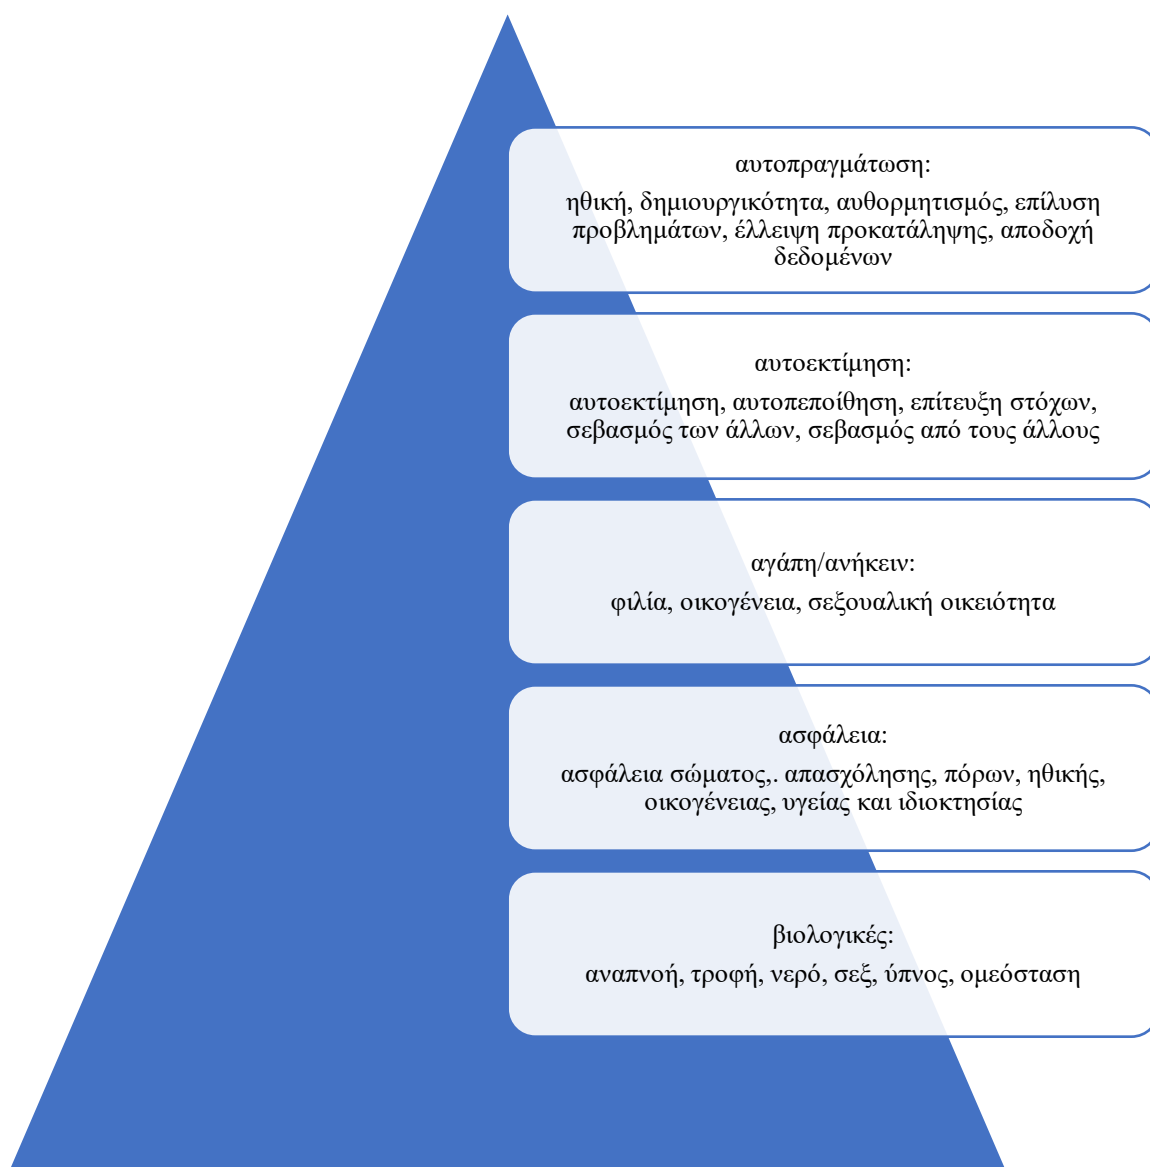 αυτοπραγμάτωση:
ηθική, δημιουργικότητα, αυθορμητισμός, επίλυση
προβλημάτων, έλλειψη προκατάληψης, αποδοχή
δεδομένων
αυτοεκτίμηση:
αυτοεκτίμηση, αυτοπεποίθηση, επίτευξη στόχων,
σεβασμός των άλλων, σεβασμός από τους άλλους
αγάπη/ανήκειν:
φιλία, οικογένεια, σεξουαλική οικειότητα
ασφάλεια:
ασφάλεια σώματος,. απασχόλησης, πόρων, ηθικής,
οικογένειας, υγείας και ιδιοκτησίας
βιολογικές:
αναπνοή, τροφή, νερό, σεξ, ύπνος, ομεόσταση